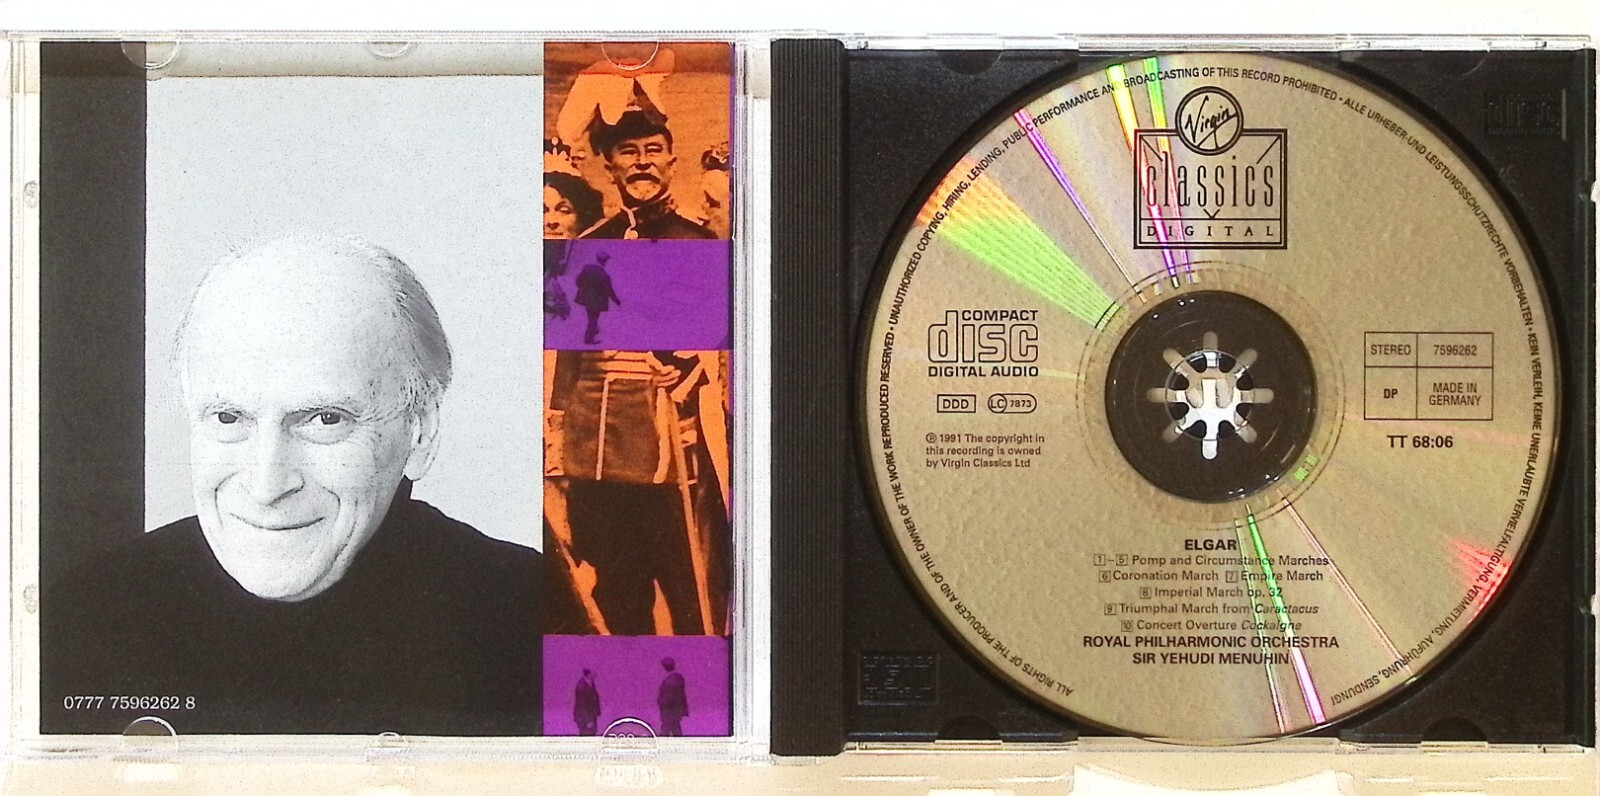 0777 7596262 8
UNAUTHORIZED COPYING, HIRING, LENDING, PUBLIC PERFORMANCE AND BROADCASTING OF THIS RECORD PROHIBITED · ALLE URHEBER-UND LEISTUNGSSCHUTZRECHTE VORBEHALTEN · KEIN VERLEIH, KEINE UNERLAUBTE VERVIELFÄLTIGUNG, VERMIETUNG, AUFÜHRUNG, SENDUNG!
ALL RIGHTS OF THE PRODUCER AND OF THE OWNER OF THE WORK REPRODUCED RESERVED ·
Virgin
classics
DIGITAL
COMPACT
disc
DIGITAL AUDIO
DDD LC 7873
℗ 1991 The copyright in
this recording is owned
by Virgin Classics Ltd
STEREO 7596262
DP MADE IN
GERMANY
TT 68:06
ELGAR
1-5 Pomp and Circumstance Marches
6 Coronation March 7 Empire March
8 Imperial March op. 32
9 Triumphal March from Caractacus
10 Concert Overture Cockaigne
ROYAL PHILHARMONIC ORCHESTRA
SIR YEHUDI MENUHIN